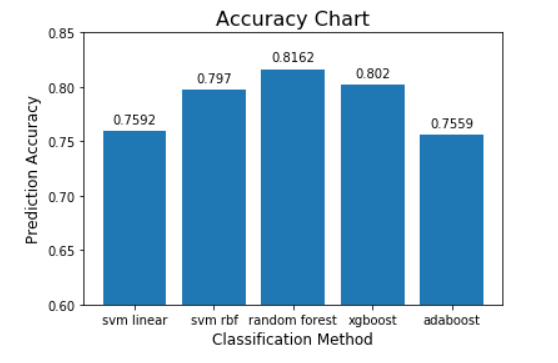 Accuracy Chart
0.85
0.80
0.75
0.70
0.65
0.60
Prediction Accuracy
0.7592
0.797
0.8162
0.802
0.7559
svm linear svm rbf random forest xgboost adaboost
Classification Method